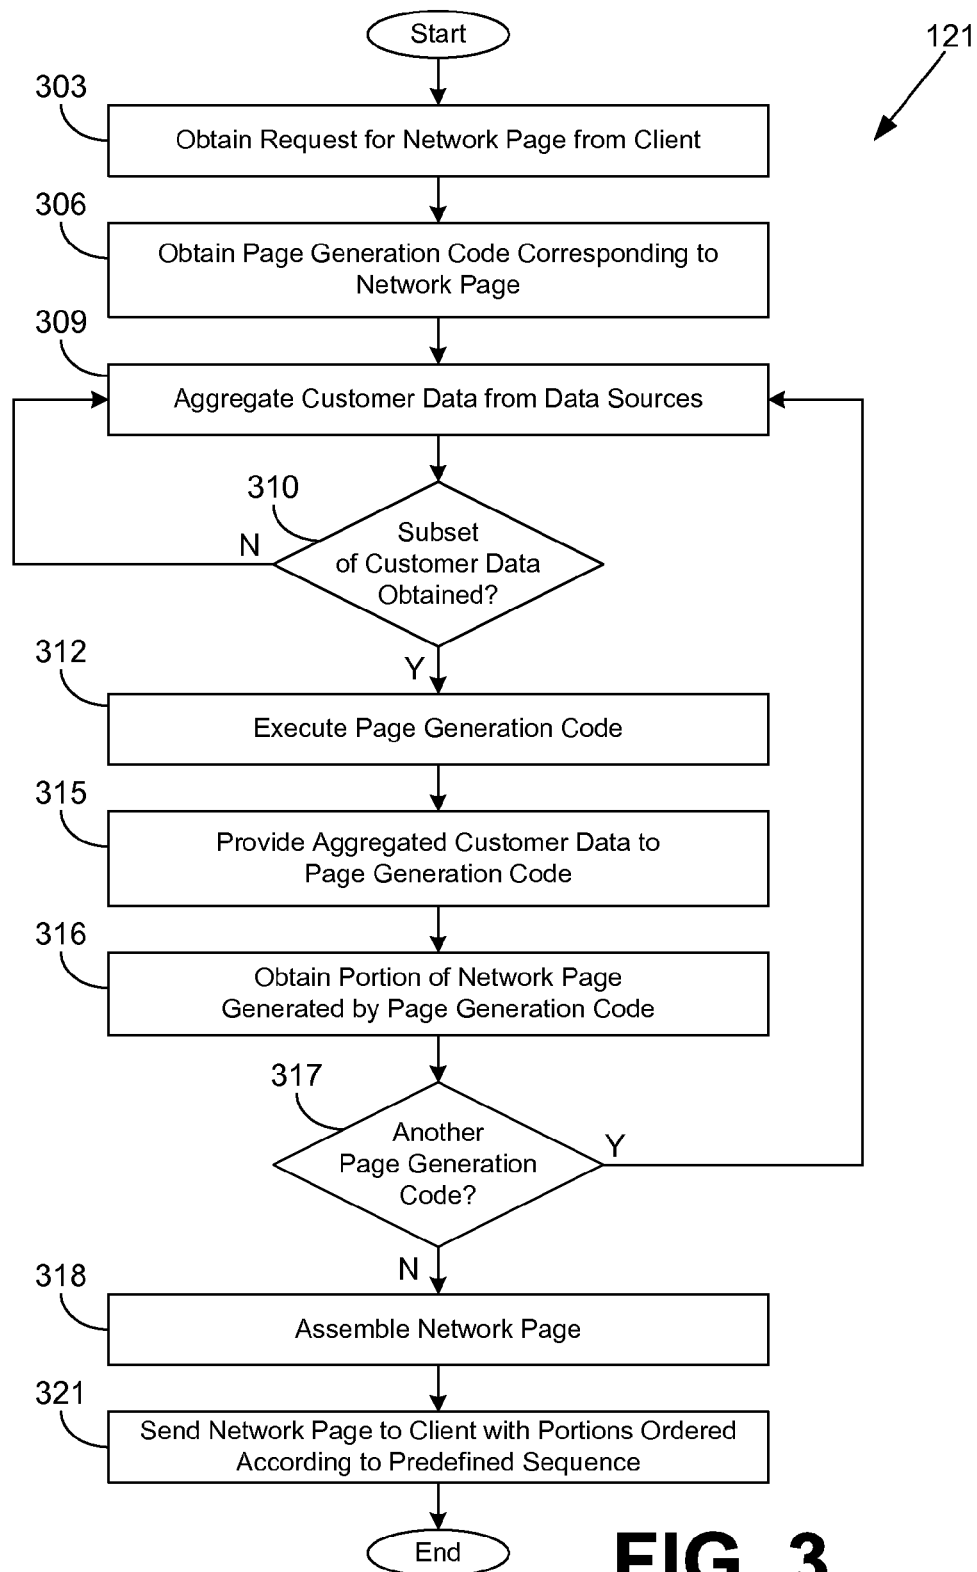 Start
121
303
Obtain Request for Network Page from Client
306
Obtain Page Generation Code Corresponding to
Network Page
309
Aggregate Customer Data from Data Sources
310
Subset
of Customer Data
Obtained?
N
Y
312
Execute Page Generation Code
315
Provide Aggregated Customer Data to
Page Generation Code
316
Obtain Portion of Network Page
Generated by Page Generation Code
317
Another
Page Generation
Code?
Y
N
318
Assemble Network Page
321
Send Network Page to Client with Portions Ordered
According to Predefined Sequence
End
FIG. 3